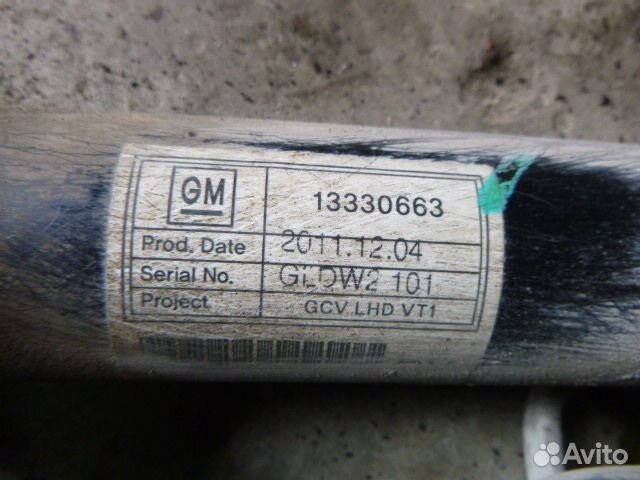 GM 13330663
Prod. Date 2011.12.04
Serial No. GLDW2 101
Project GCV LHD VT1
Avito